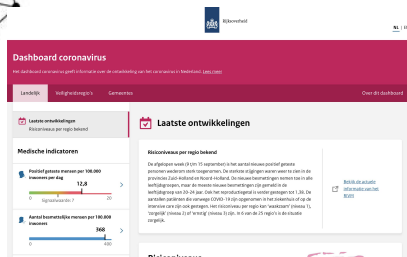 Rijksoverheid
NL
Dashboard coronavirus
Het dashboard coronavirus geeft informatie over de ontwikkeling van het coronavirus in Nederland. Lees meer
Landelijk Veiligheidsregio's Gemeentes Over dit dashboard
Laatste ontwikkelingen
Risiconiveaus per regio bekend
Medische indicatoren
Positief geteste mensen per 100.000
inwoners per dag
12,8
0 Signaalwaarde: 7 20
Aantal besmettelijke mensen per 100.000
inwoners
368
0 400
Laatste ontwikkelingen
Risiconiveaus per regio bekend
De afgelopen week (9 t/m 15 september) is het aantal nieuwe positief geteste
personen wederom sterk toegenomen. De sterkste stijgingen waren weer te zien in de
provincies Zuid-Holland en Noord-Holland. De nieuwe besmettingen nemen toe in alle
leeftijdsgroepen, maar de meeste nieuwe besmettingen zijn gemeld in de
leeftijdsgroep van 20-24 jaar. Ook het reproductiegetal is verder gestegen tot 1,38. De
aantallen patiënten die vanwege COVID-19 zijn opgenomen in het ziekenhuis of op de
intensive care zijn ook gestegen. Het risiconiveau per regio kan 'waakzaam' (niveau 1),
'zorgelijk' (niveau 2) of 'ernstig' (niveau 3) zijn. In 6 van de 25 regio's is de situatie
zorgelijk.
Bekijk de actuele
informatie van het
RIVM